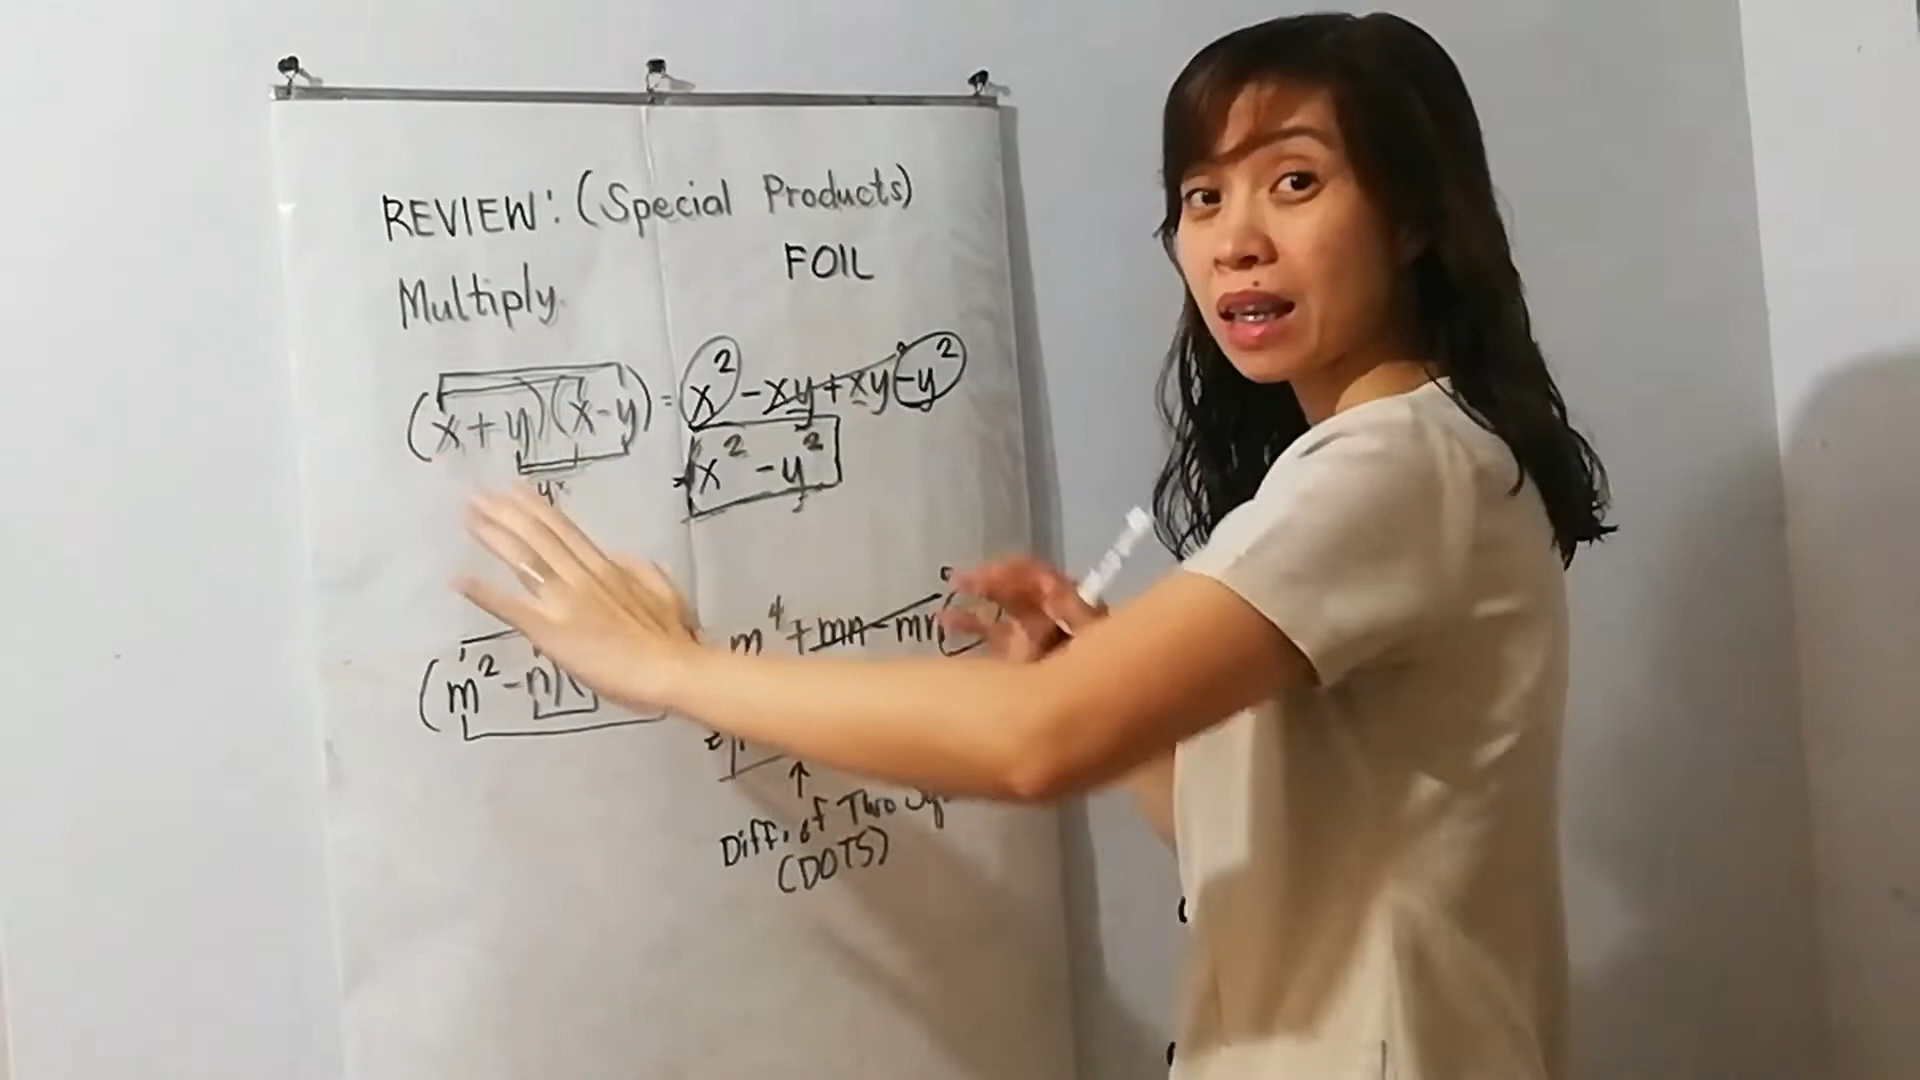 REVIEW: (Special Products)
FOIL
Multiply.
(x+y)(x-y) = x² - xy + xy - y²
yx
= x² - y²
(m² - n)( m⁴ + mn - mn
Diff. of Two
(DOTS)